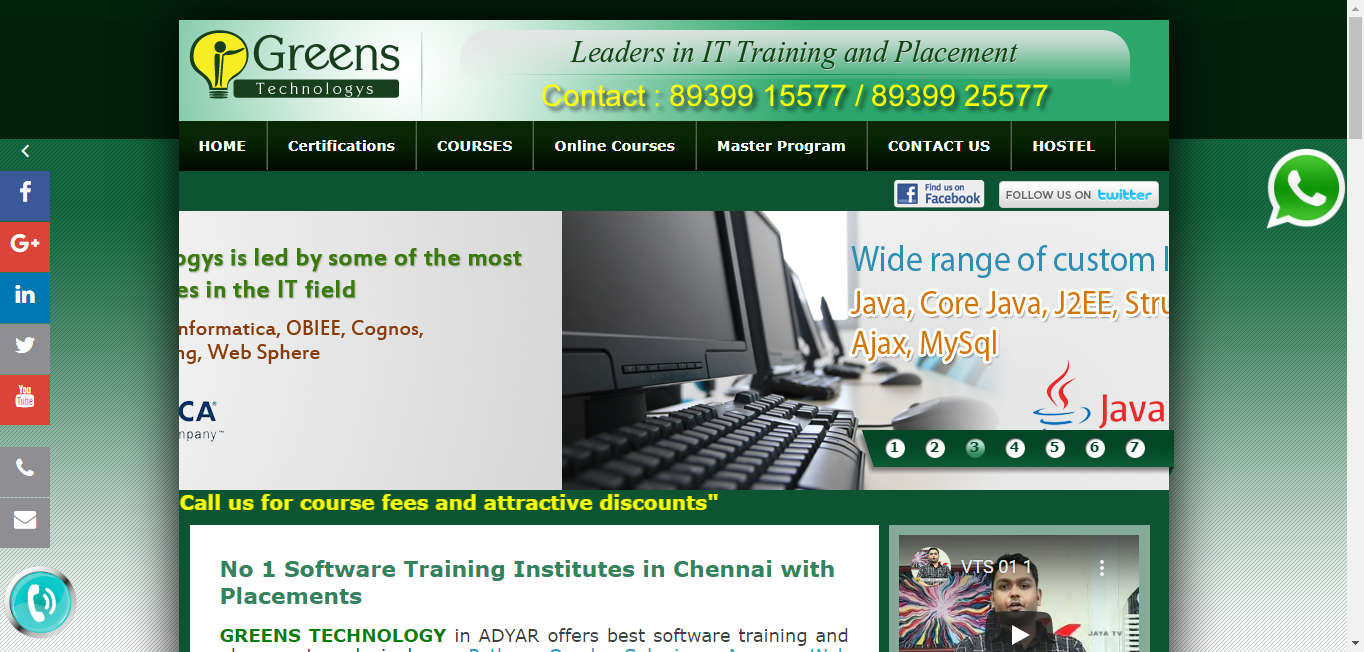 Greens
Technologys
Leaders in IT Training and Placement
Contact : 89399 15577 / 89399 25577
HOME
Certifications
COURSES
Online Courses
Master Program
CONTACT US
HOSTEL
Find us on
Facebook
FOLLOW US ON twitter
ogys is led by some of the most
es in the IT field
nformatica, OBIEE, Cognos,
ng, Web Sphere
CA
mpany™
Wide range of custom
Java, Core Java, J2EE, Stru
Ajax, MySql
Java
1 2 3 4 5 6 7
f
G+
in
You
Tube
Call us for course fees and attractive discounts"
No 1 Software Training Institutes in Chennai with
Placements
GREENS TECHNOLOGY in ADYAR offers best software training and
VTS 01 1
JAYA TV